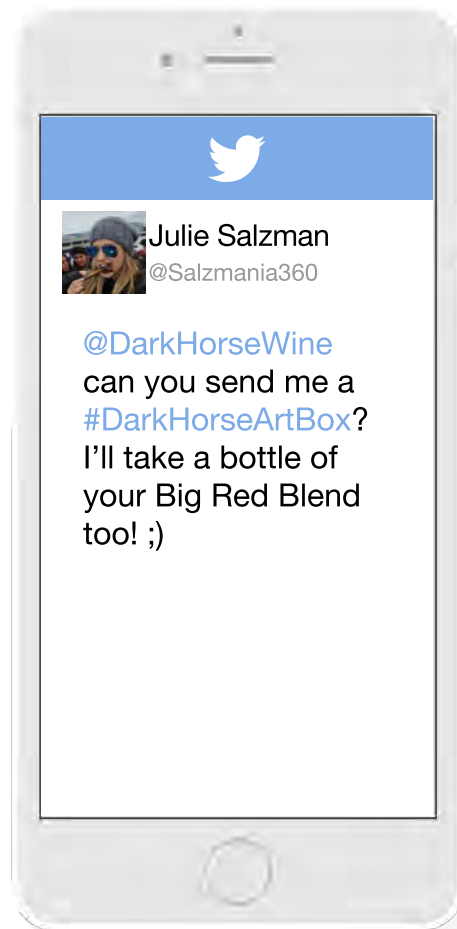 Julie Salzman
@Salzmania360
@DarkHorseWine
can you send me a
#DarkHorseArtBox?
I’ll take a bottle of
your Big Red Blend
too! ;)